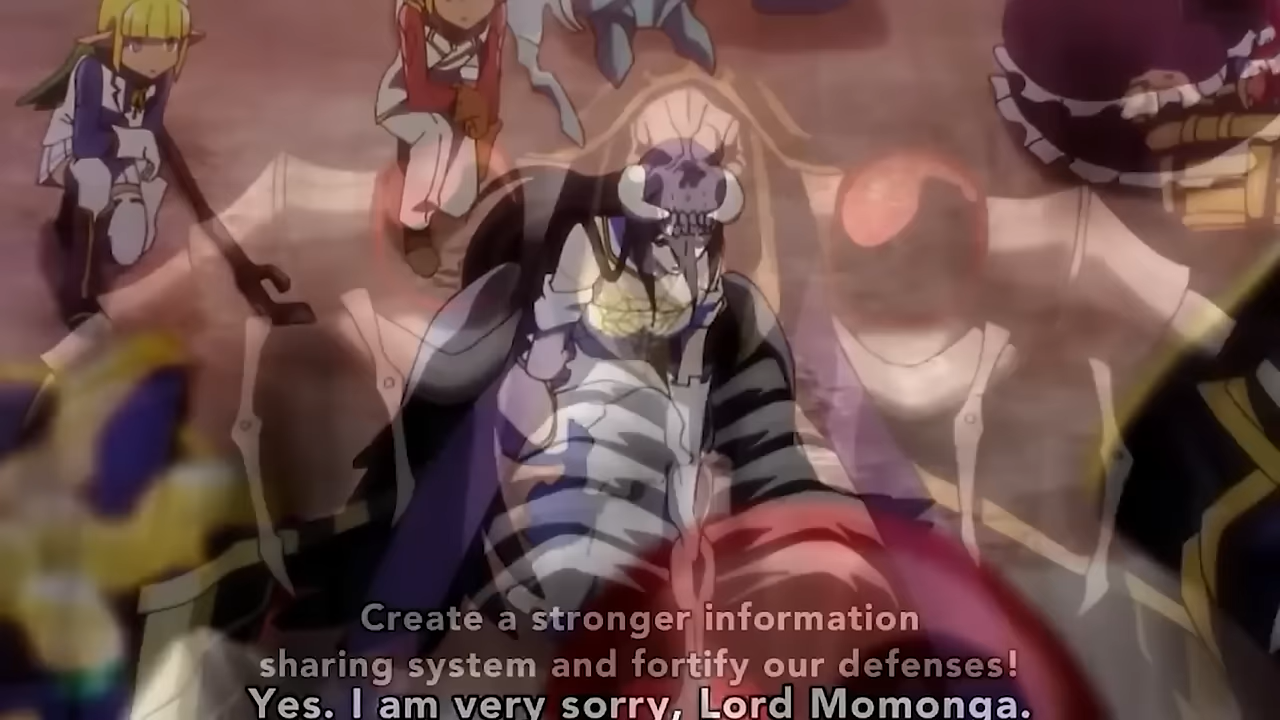 Create a stronger information
sharing system and fortify our defenses!
Yes. I am very sorry, Lord Momonga.